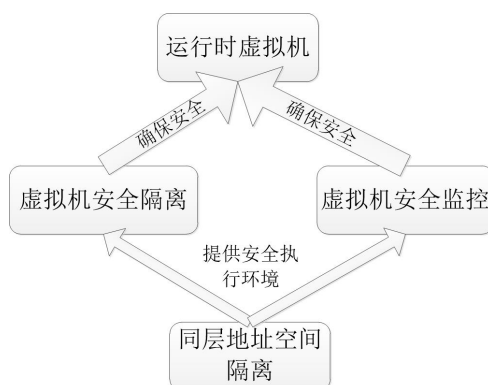 运行时虚拟机
确保安全
确保安全
虚拟机安全隔离
虚拟机安全监控
提供安全执
行环境
同层地址空间
隔离